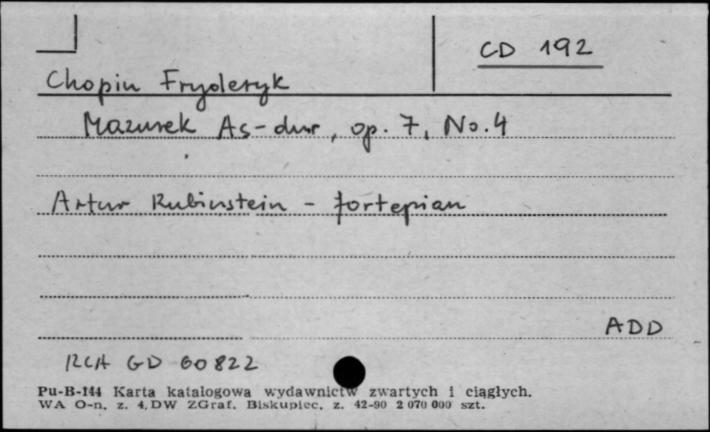 CD 192
Chopin Fryderyk
Mazurek As-dur, op. 7, No. 4
Artur Rubinstein - fortepian
ADD
RCA GD 60822
Pu-B-144 Karta katalogowa wydawnictw zwartych i ciągłych.
WA O-n, z. 4, DW ZGraf. Biskupiec, z. 42-90 2 070 000 szt.